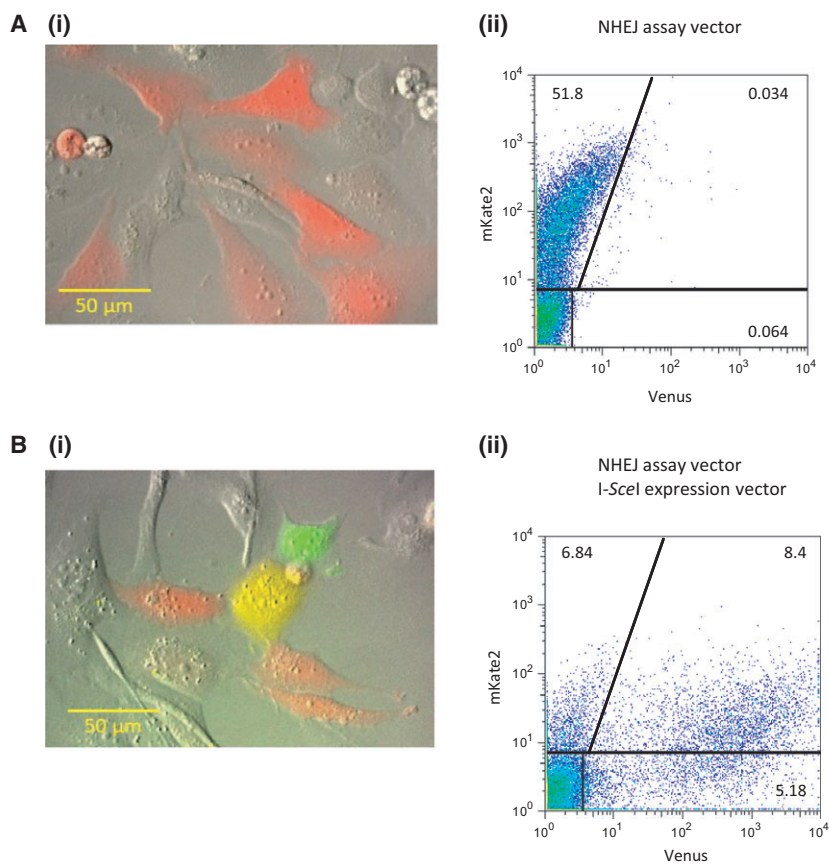 A (i)
50 µm
(ii)
NHEJ assay vector
10^4
10^3
10^2
10^1
10^0
mKate2
51.8
0.034
0.064
10^0 10^1 10^2 10^3 10^4
Venus
B (i)
50 µm
(ii)
NHEJ assay vector
I-SceI expression vector
10^4
10^3
10^2
10^1
10^0
mKate2
6.84
8.4
5.18
10^0 10^1 10^2 10^3 10^4
Venus